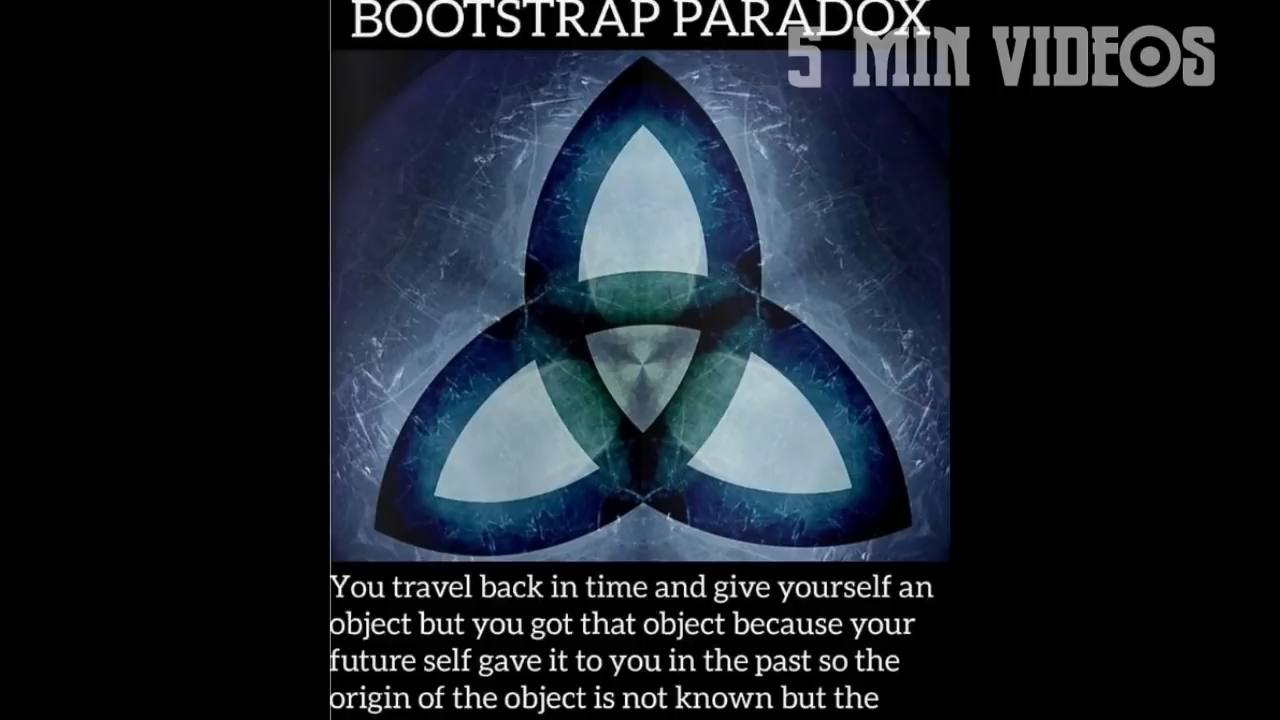 BOOTSTRAP PARADOX
5 MIN VIDEOS
You travel back in time and give yourself an
object but you got that object because your
future self gave it to you in the past so the
origin of the object is not known but the